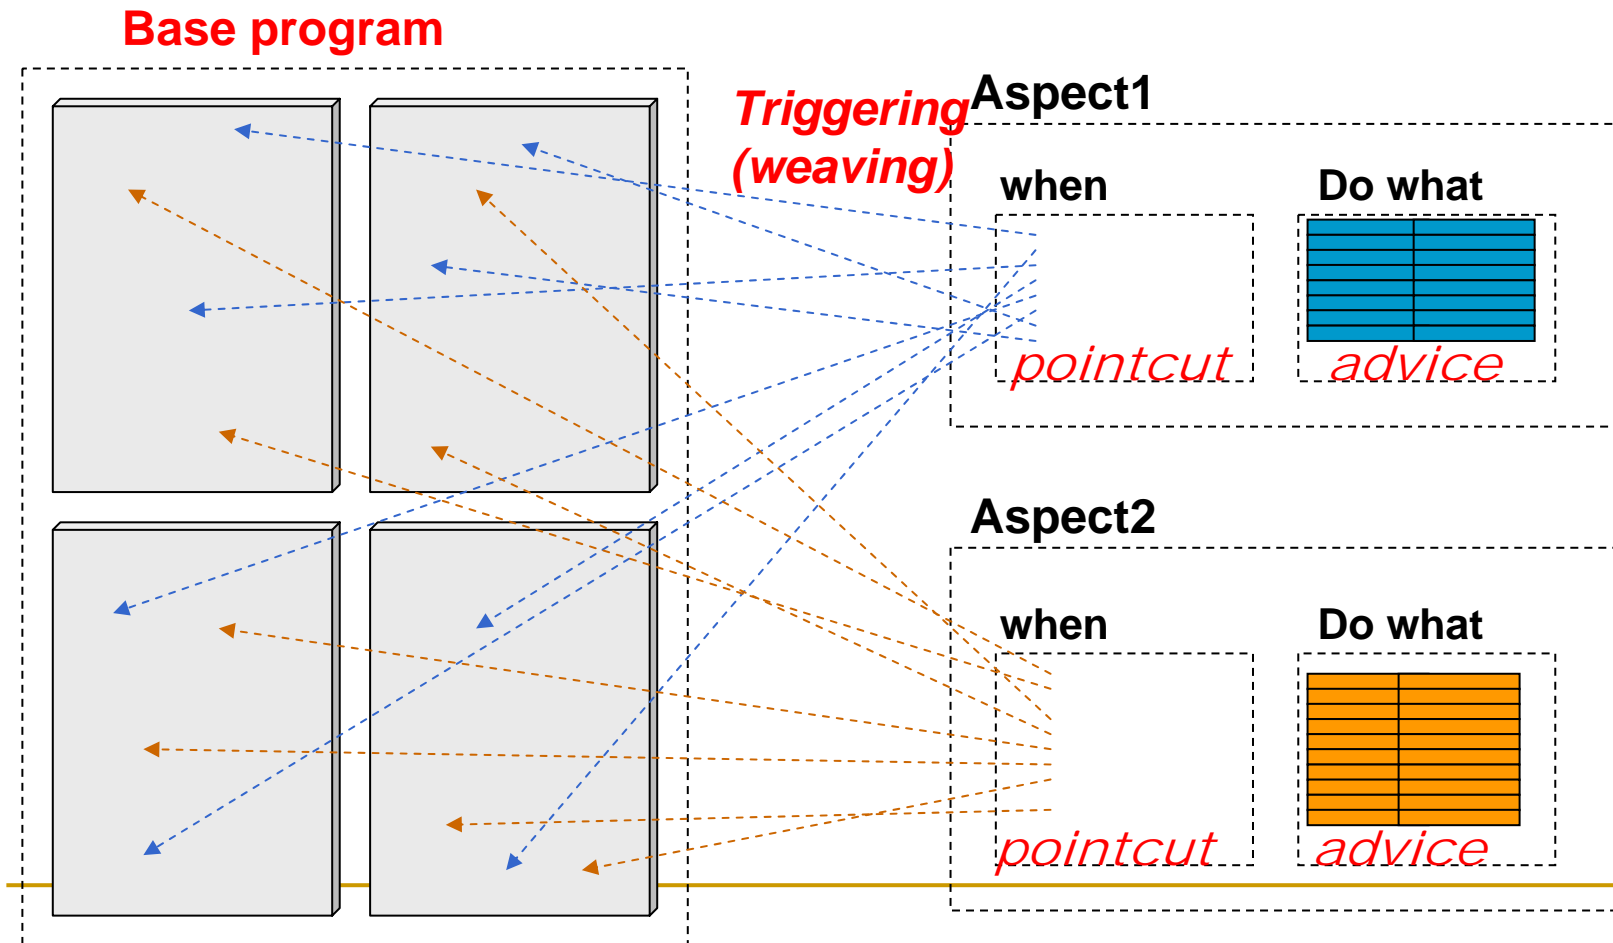 Base program
Triggering
(weaving)
Aspect1
when
Do what
pointcut
advice
Aspect2
when
Do what
pointcut
advice